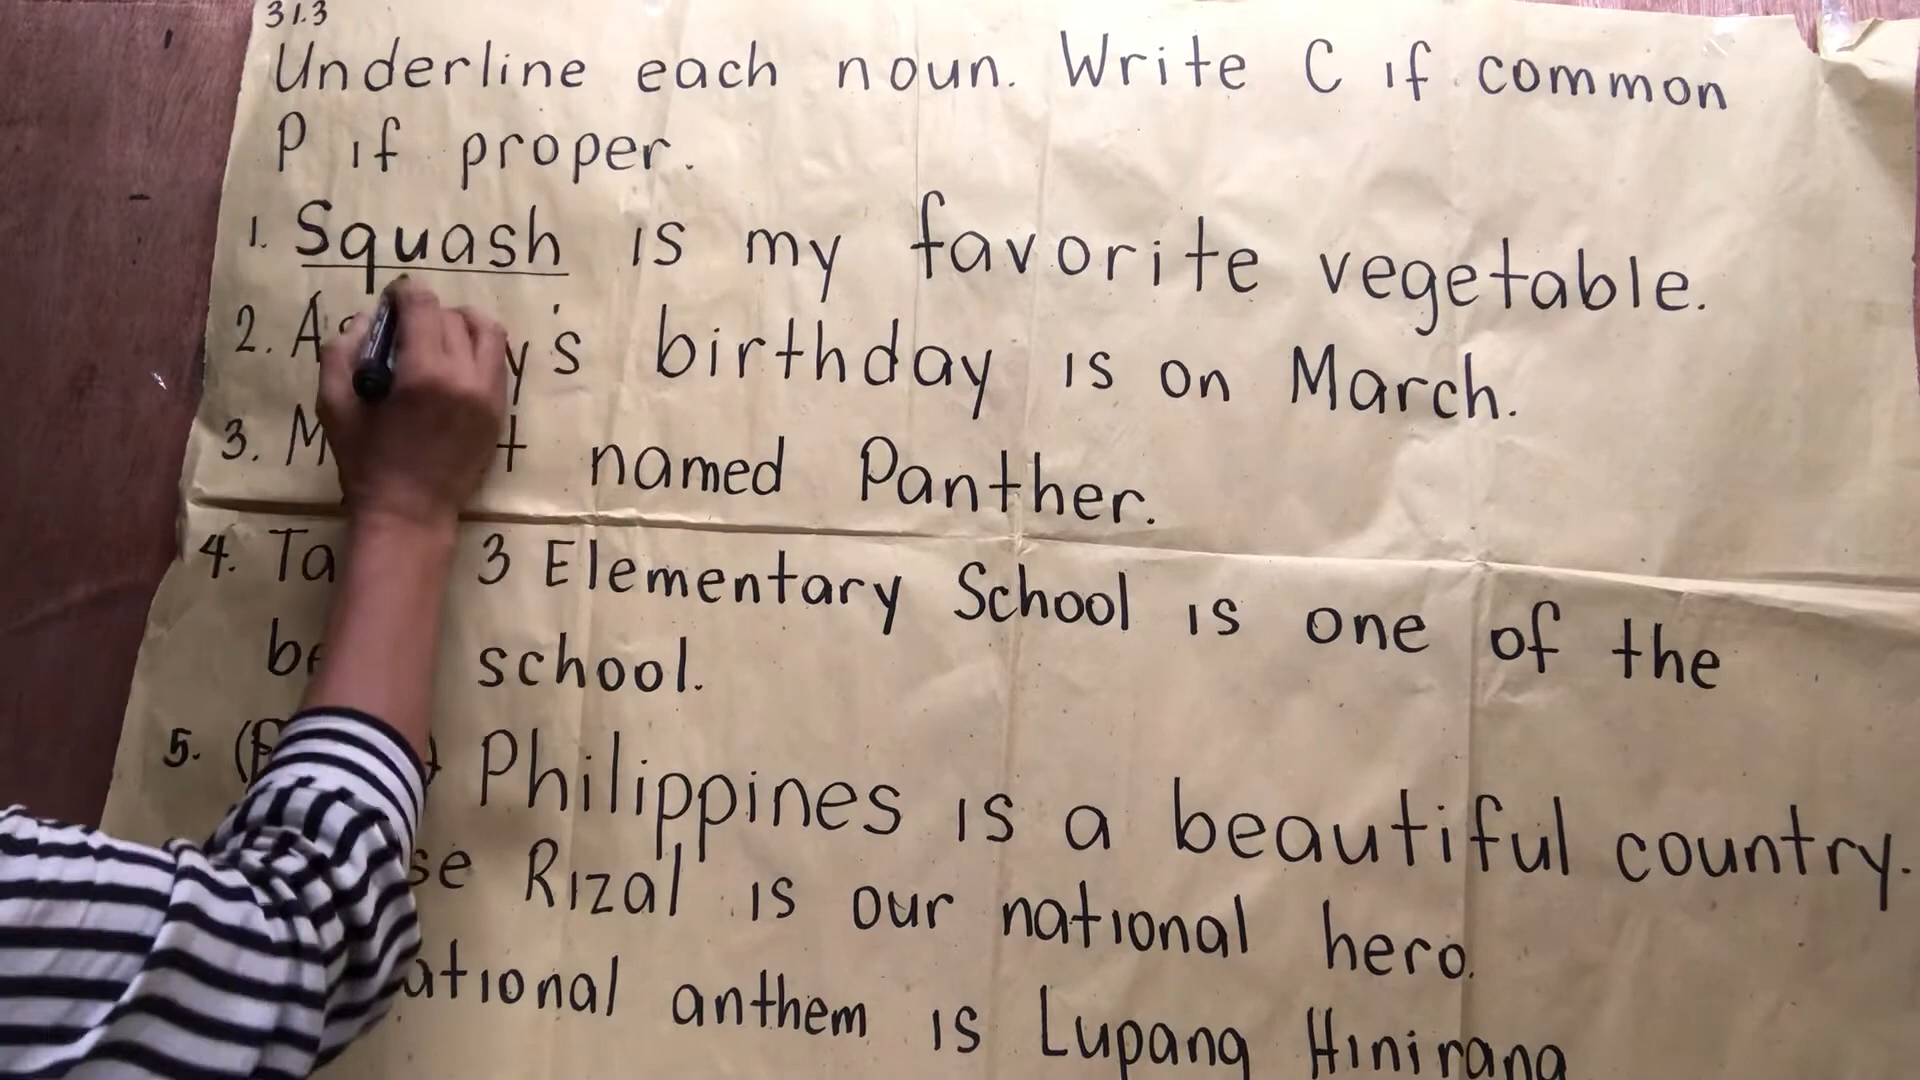 31.3
Underline each noun. Write C if common
P if proper.
1. Squash is my favorite vegetable.
2. birthday is on March.
3. named Panther.
4. 3 Elementary School is one of the
school.
5. Philippines is a beautiful country.
Rizal is our national hero.
anthem is Lupang Hinirang